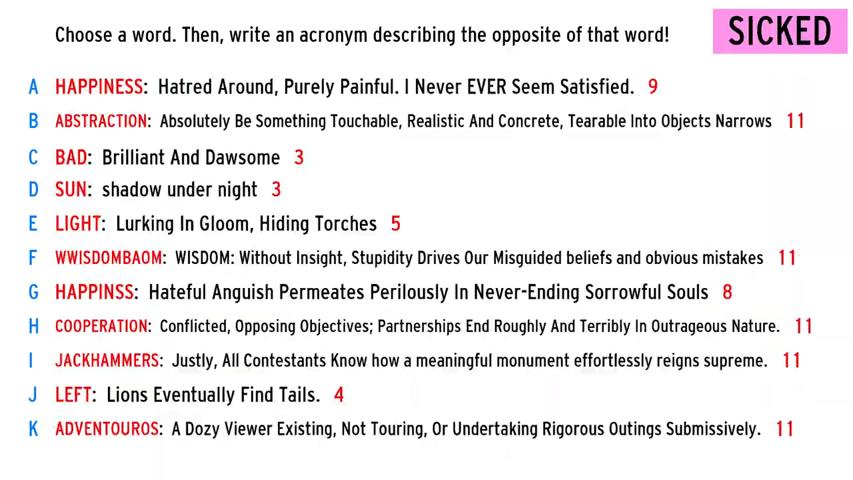 Choose a word. Then, write an acronym describing the opposite of that word!
SICKED
A HAPPINESS: Hatred Around, Purely Painful. I Never EVER Seem Satisfied. 9
B ABSTRACTION: Absolutely Be Something Touchable, Realistic And Concrete, Tearable Into Objects Narrows 11
C BAD: Brilliant And Dawsome 3
D SUN: shadow under night 3
E LIGHT: Lurking In Gloom, Hiding Torches 5
F WWISDOMBAOM: WISDOM: Without Insight, Stupidity Drives Our Misguided beliefs and obvious mistakes 11
G HAPPINSS: Hateful Anguish Permeates Perilously In Never-Ending Sorrowful Souls 8
H COOPERATION: Conflicted, Opposing Objectives; Partnerships End Roughly And Terribly In Outrageous Nature. 11
I JACKHAMMERS: Justly, All Contestants Know how a meaningful monument effortlessly reigns supreme. 11
J LEFT: Lions Eventually Find Tails. 4
K ADVENTOUROS: A Dozy Viewer Existing, Not Touring, Or Undertaking Rigorous Outings Submissively. 11